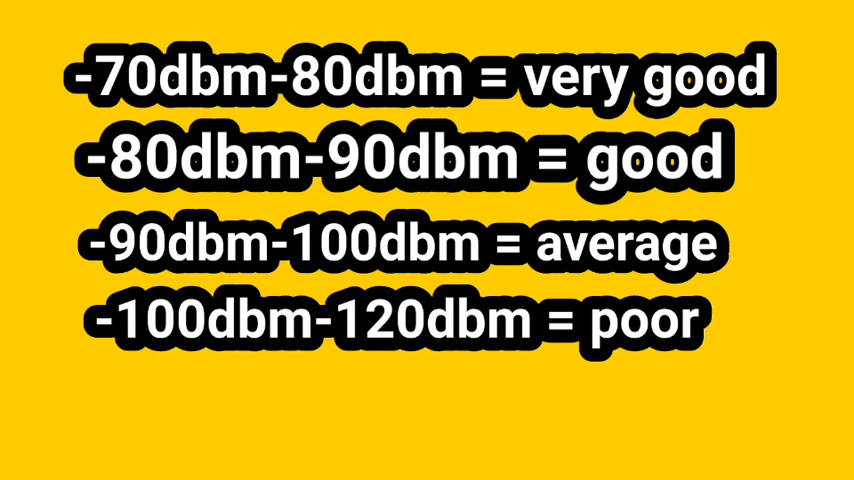 -70dbm-80dbm = very good
-80dbm-90dbm = good
-90dbm-100dbm = average
-100dbm-120dbm = poor